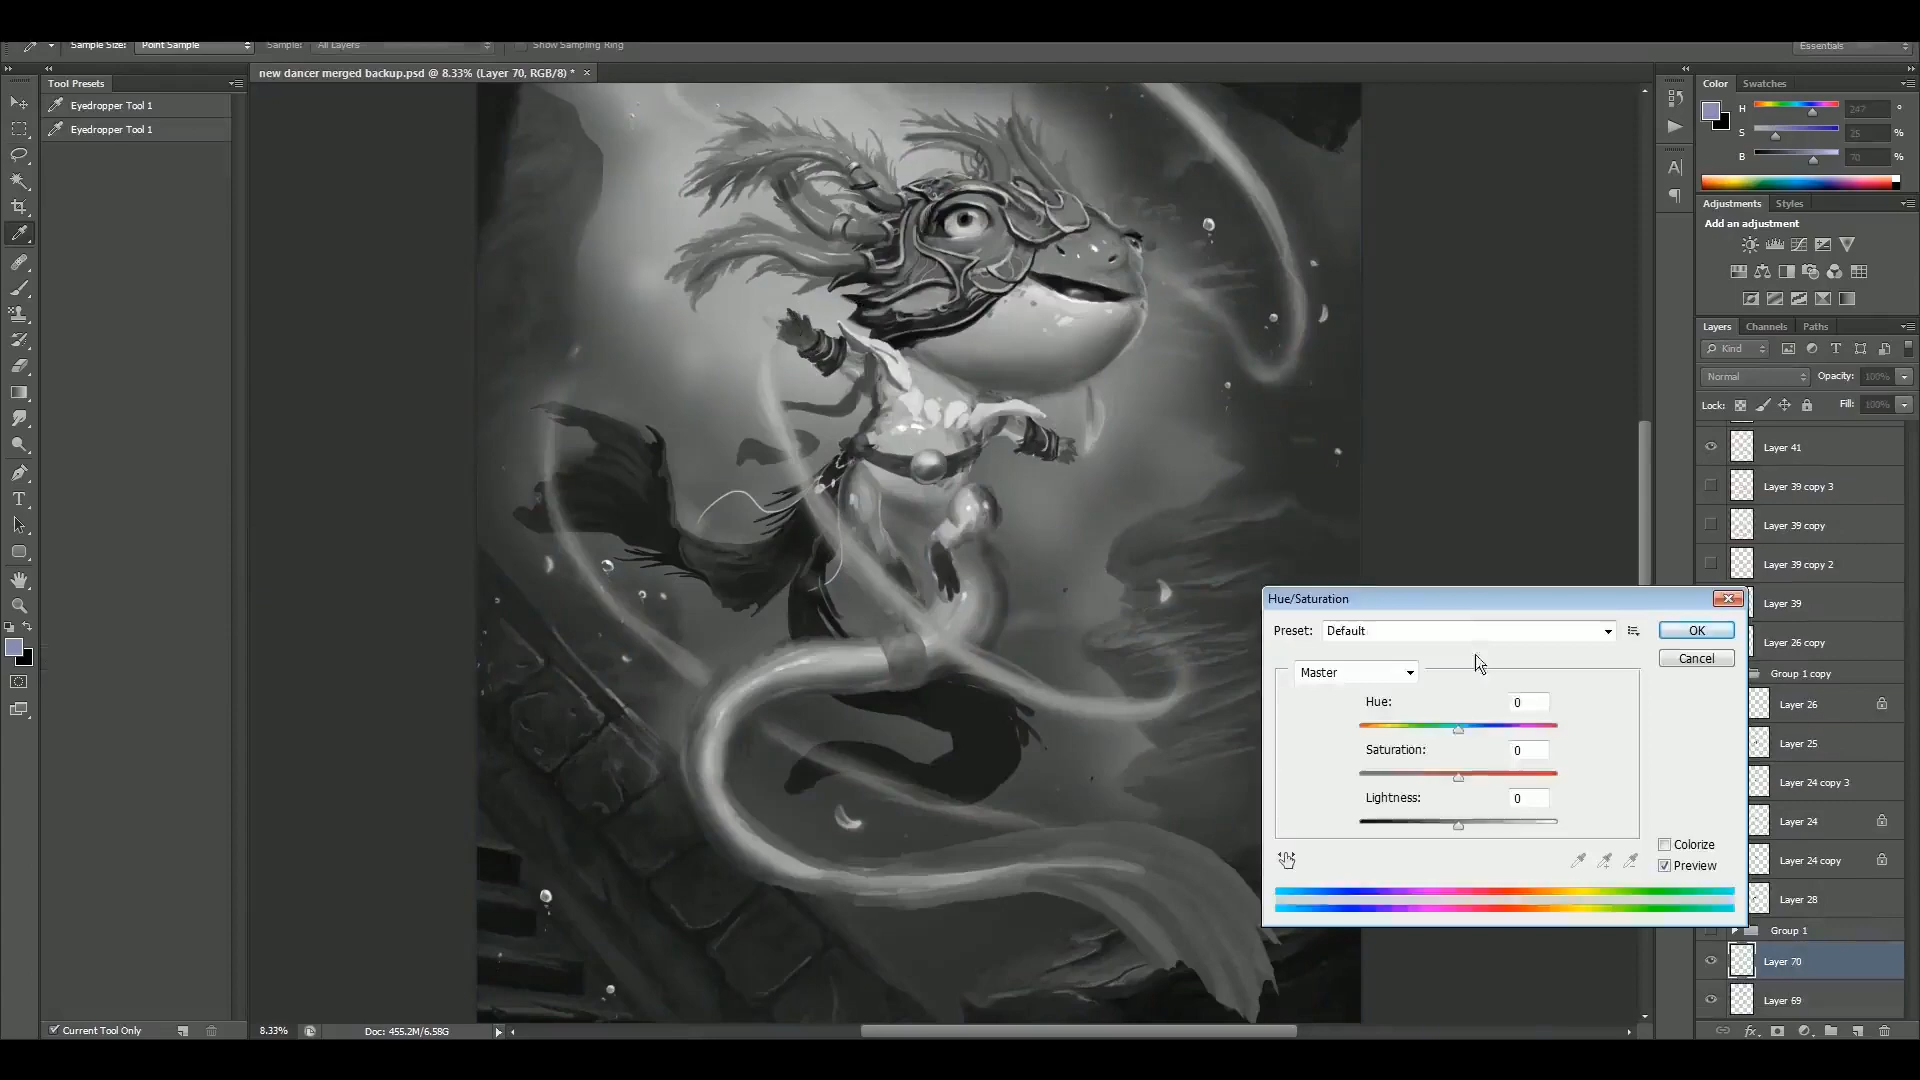 Sample Size: Point Sample Sample: All Layers Show Sampling Ring Essentials
Tool Presets
Eyedropper Tool 1
Eyedropper Tool 1
Current Tool Only
new dancer merged backup.psd @ 8.33% (Layer 70, RGB/8) *
8.33% Doc: 455.2M/6.58G
Hue/Saturation
Preset: Default
OK
Cancel
Master
Hue: 0
Saturation: 0
Lightness: 0
Colorize
Preview
Color Swatches
H 247 °
S 25 %
B 70 %
Adjustments Styles
Add an adjustment
Layers Channels Paths
Kind
Normal Opacity: 100%
Lock: Fill: 100%
Layer 41
Layer 39 copy 3
Layer 39 copy
Layer 39 copy 2
Layer 39
Layer 26 copy
Group 1 copy
Layer 26
Layer 25
Layer 24 copy 3
Layer 24
Layer 24 copy
Layer 28
Group 1
Layer 70
Layer 69